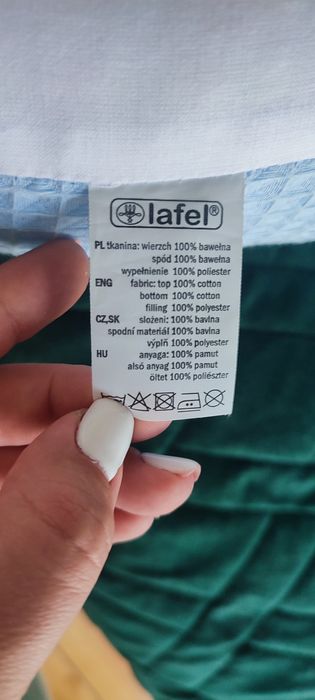 lafel®
PL tkanina: wierzch 100% bawełna
spód 100% bawełna
wypełnienie 100% poliester
ENG fabric: top 100% cotton
bottom 100% cotton
filling 100% polyester
CZ,SK složení: 100% bavlna
spodní materiál 100% bavlna
výplň 100% polyester
HU anyaga: 100% pamut
alsó anyag 100% pamut
öltet 100% poliészter